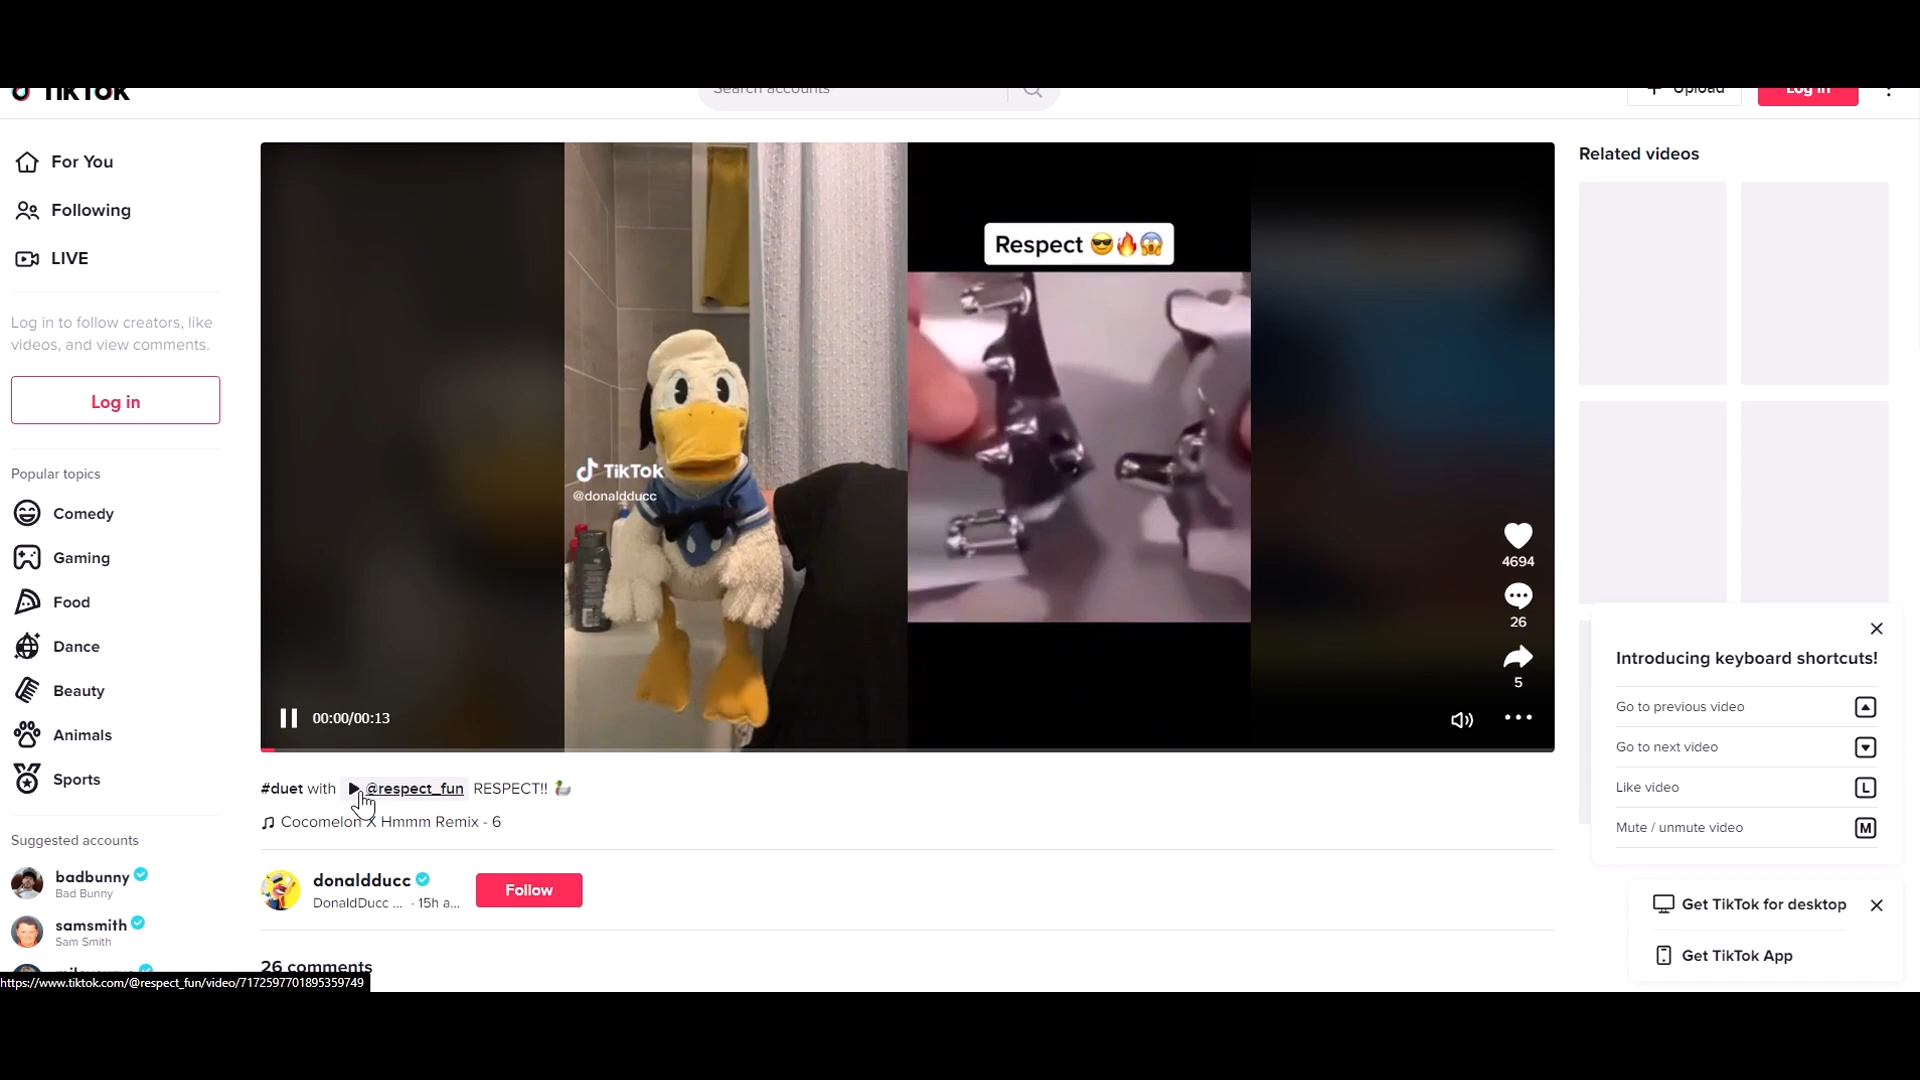 TikTok
Search accounts
Upload
Log in
For You
Following
LIVE
Log in to follow creators, like
videos, and view comments.
Log in
Popular topics
Comedy
Gaming
Food
Dance
Beauty
Animals
Sports
Suggested accounts
badbunny
Bad Bunny
samsmith
Sam Smith
https://www.tiktok.com/@respect_fun/video/7172597701895359749
Respect 😎🔥😱
TikTok
@donaldducc
4694
26
5
00:00/00:13
#duet with @respect_fun RESPECT!! 🦆
Cocomelon X Hmmm Remix - 6
donaldducc
DonaldDucc ... · 15h a...
Follow
26 comments
Related videos
Introducing keyboard shortcuts!
Go to previous video
Go to next video
Like video L
Mute / unmute video M
Get TikTok for desktop
Get TikTok App